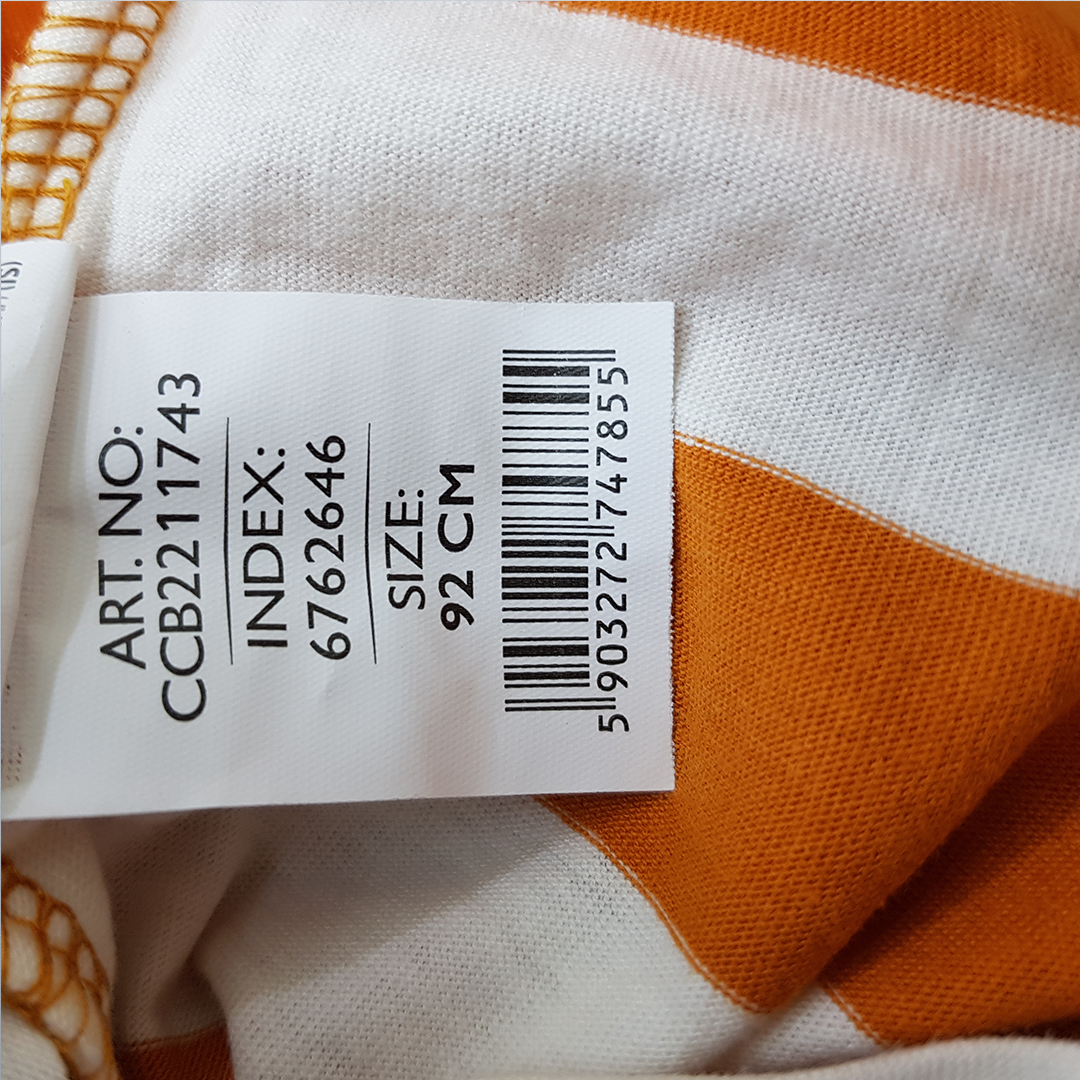 ART. NO:
CCB2211743
INDEX:
6762646
SIZE:
92 CM
5 903272 747855